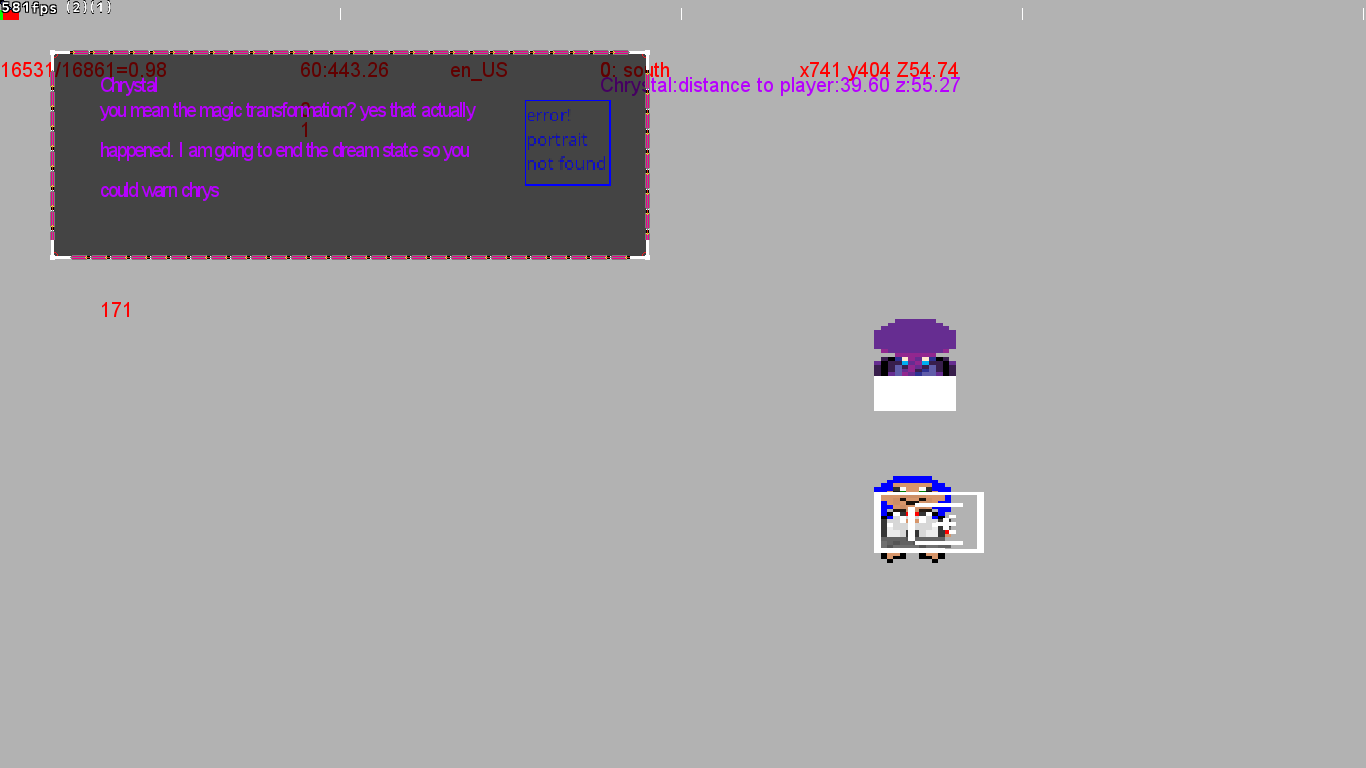 581fps (2)(1)
16531/16861=0.98 60:443.26 en_US 0: south x741 y404 Z54.74
Chrystal Chrystal:distance to player:39.60 z:55.27
you mean the magic transformation? yes that actually
1
happened. I am going to end the dream state so you
could warn chrys
error!
portrait
not found
171